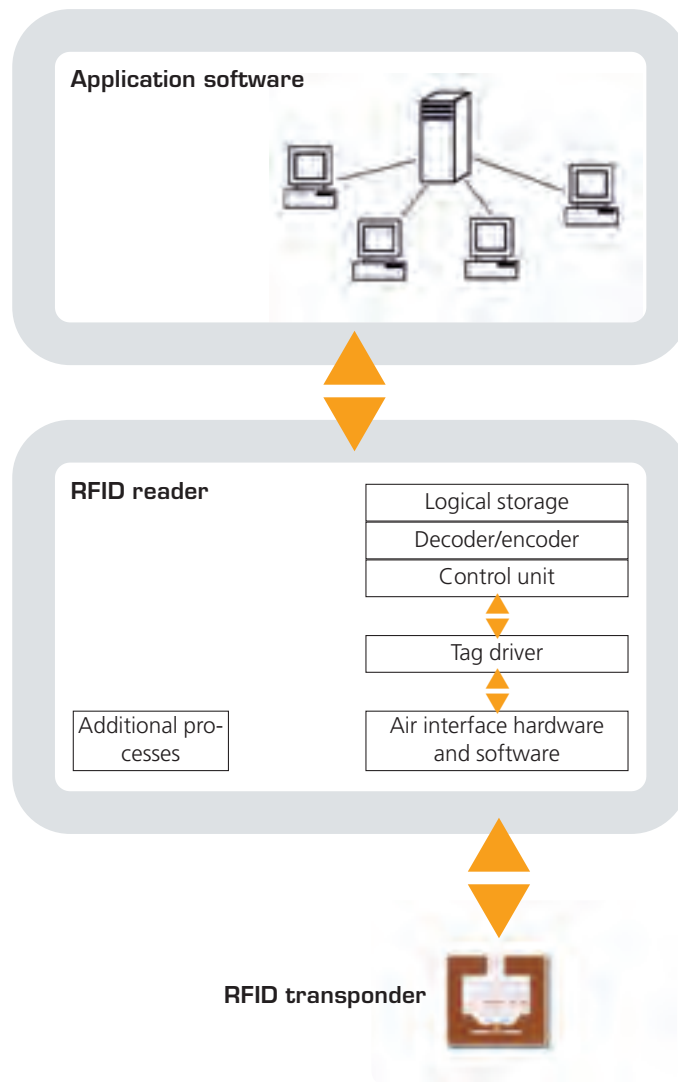 Application software
RFID reader
Logical storage
Decoder/encoder
Control unit
Tag driver
Additional pro-
cesses
Air interface hardware
and software
RFID transponder